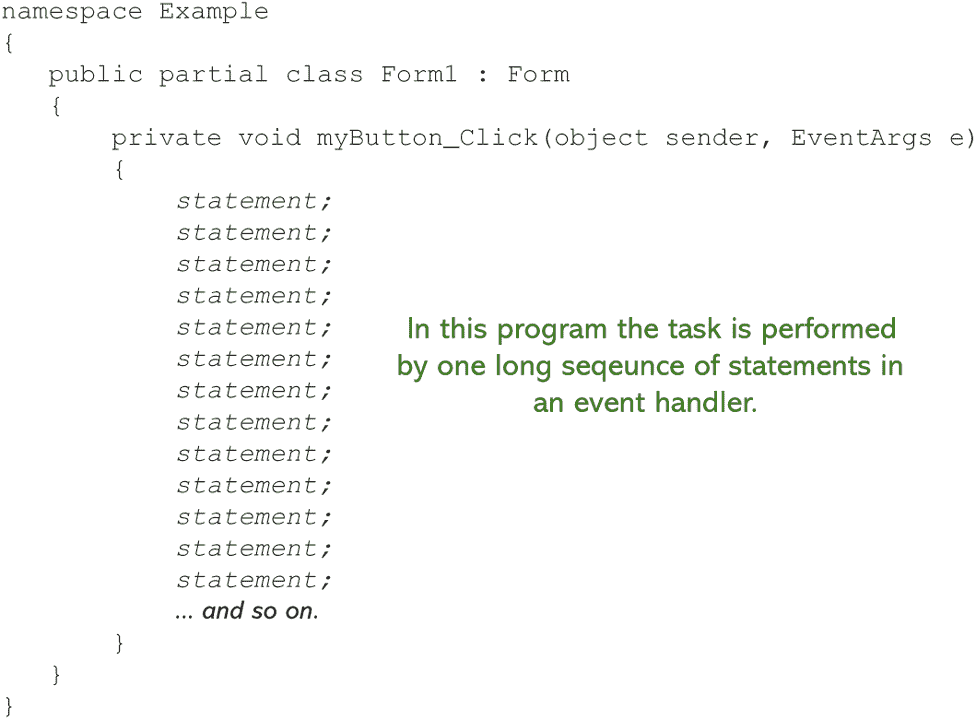 namespace Example
{
public partial class Form1 : Form
{
private void myButton_Click(object sender, EventArgs e)
{
statement;
statement;
statement;
statement;
statement;
statement;
statement;
statement;
statement;
statement;
statement;
statement;
statement;
... and so on.
}
}
}
In this program the task is performed
by one long seqeunce of statements in
an event handler.